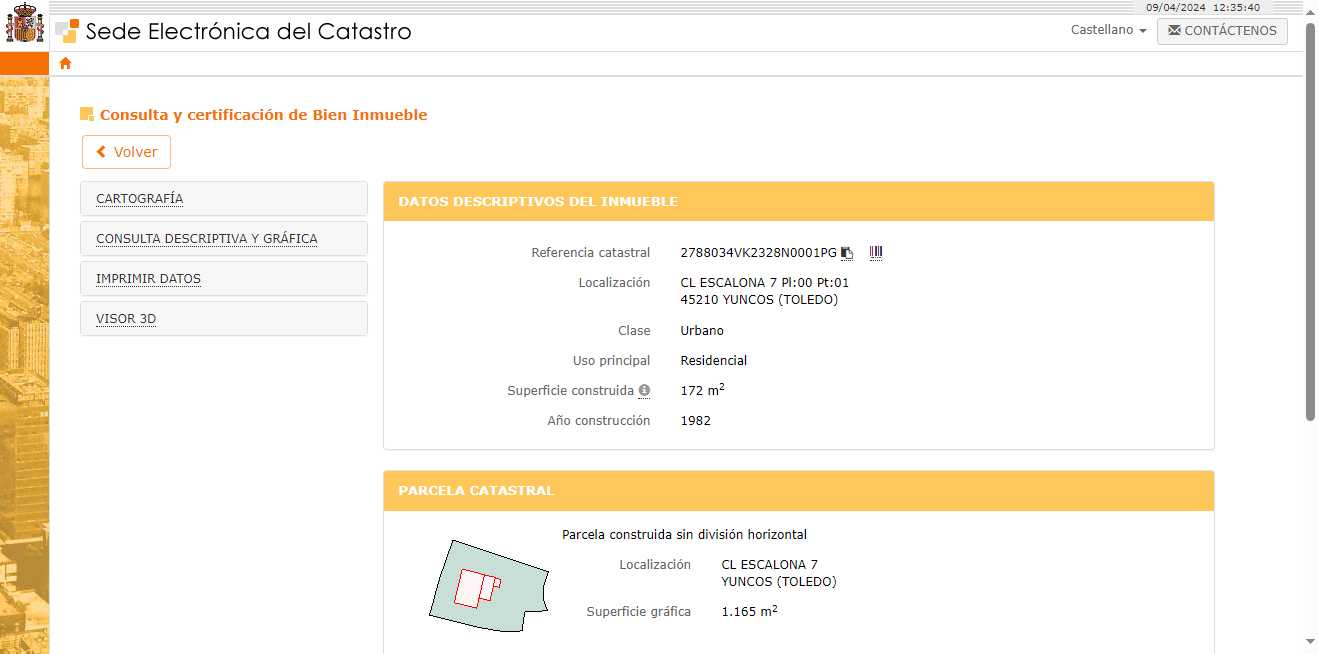 09/04/2024 12:35:40
Sede Electrónica del Catastro
Castellano
CONTÁCTENOS
Consulta y certificación de Bien Inmueble
Volver
CARTOGRAFÍA
CONSULTA DESCRIPTIVA Y GRÁFICA
IMPRIMIR DATOS
VISOR 3D
DATOS DESCRIPTIVOS DEL INMUEBLE
Referencia catastral 2788034VK2328N0001PG
Localización CL ESCALONA 7 Pl:00 Pt:01
45210 YUNCOS (TOLEDO)
Clase Urbano
Uso principal Residencial
Superficie construida 172 m²
Año construcción 1982
PARCELA CATASTRAL
Parcela construida sin división horizontal
Localización CL ESCALONA 7
YUNCOS (TOLEDO)
Superficie gráfica 1.165 m²